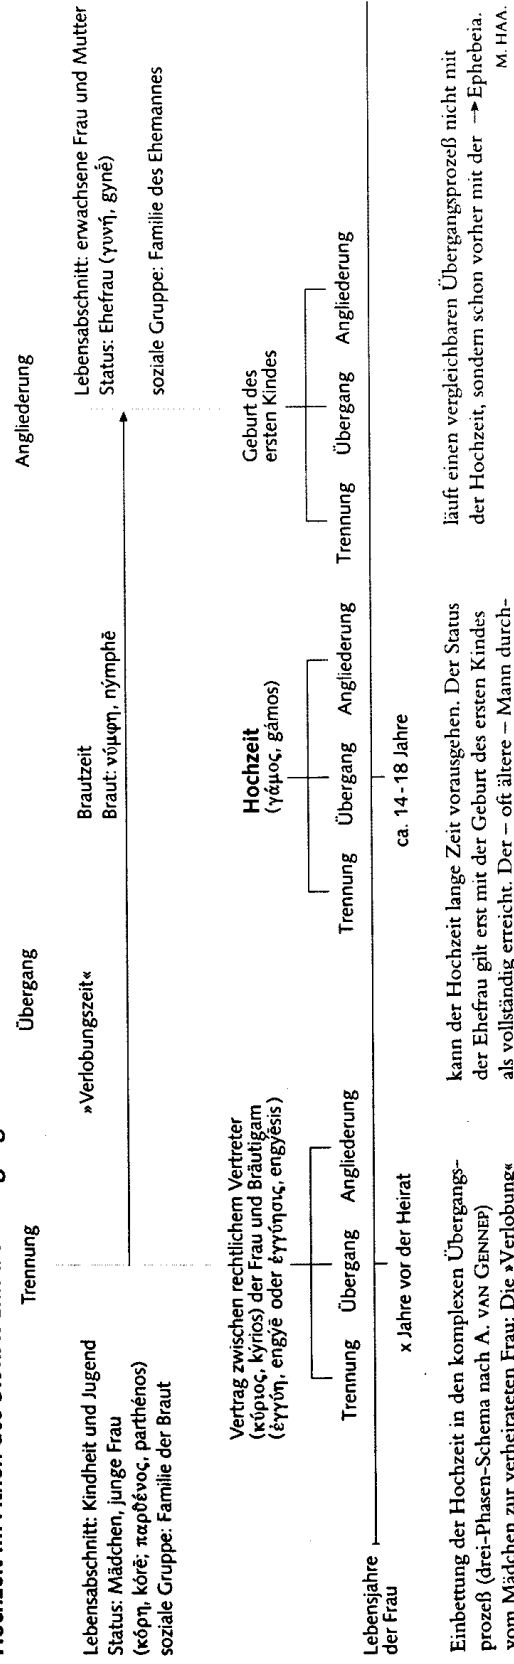 Trennung
Übergang
Angliederung
Lebensabschnitt: Kindheit und Jugend
Status: Mädchen, junge Frau
(κόρη, kórē; παρθένος, parthénos)
soziale Gruppe: Familie der Braut
»Verlobungszeit«
Brautzeit
Braut: νύμφη, nýmphē
Lebensabschnitt: erwachsene Frau und Mutter
Status: Ehefrau (γυνή, gynḗ)
soziale Gruppe: Familie des Ehemannes
Vertrag zwischen rechtlichem Vertreter
(κύριος, kýrios) der Frau und Bräutigam
(ἐγγύη, engýē oder ἐγγύησις, engyēsis)
Trennung Übergang Angliederung
Hochzeit
(γάμος, gámos)
Trennung Übergang Angliederung
Geburt des
ersten Kindes
Trennung Übergang Angliederung
Lebensjahre
der Frau
x Jahre vor der Heirat
ca. 14-18 Jahre
Einbettung der Hochzeit in den komplexen Übergangs-
prozeß (drei-Phasen-Schema nach A. VAN GENNEP)
vom Mädchen zur verheirateten Frau: Die »Verlobung«
kann der Hochzeit lange Zeit vorausgehen. Der Status
der Ehefrau gilt erst mit der Geburt des ersten Kindes
als vollständig erreicht. Der – oft ältere – Mann durch-
läuft einen vergleichbaren Übergangsprozeß nicht mit
der Hochzeit, sondern schon vorher mit der → Ephebeia.
M. HAA.